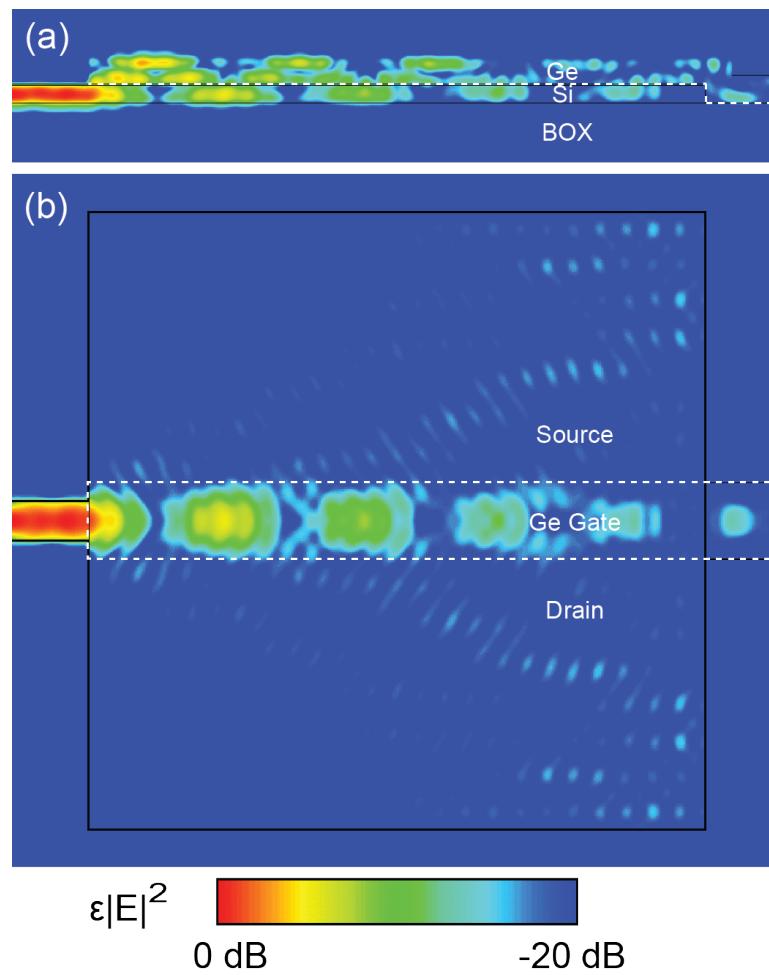 (a)
Ge
Si
BOX
(b)
Source
Ge Gate
Drain
ε|E|²
0 dB
-20 dB